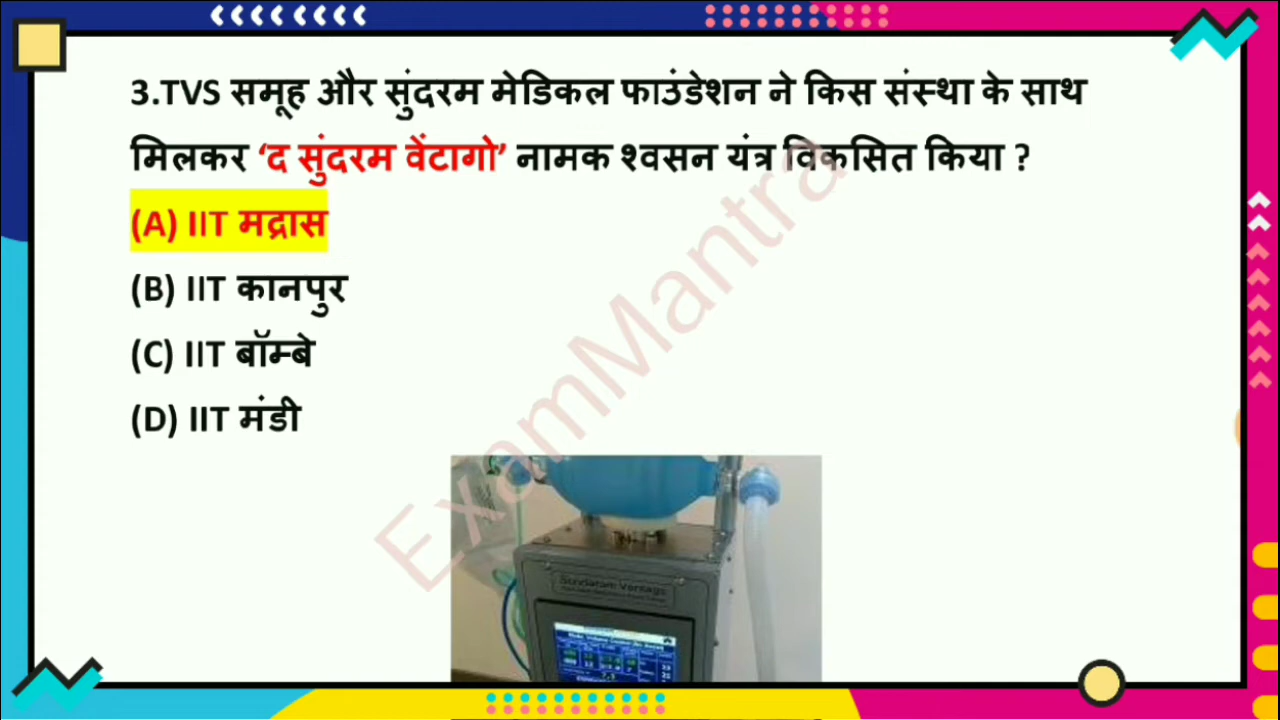 3.TVS समूह और सुंदरम मेडिकल फाउंडेशन ने किस संस्था के साथ
मिलकर ‘द सुंदरम वेंटागो’ नामक श्वसन यंत्र विकसित किया ?
(A) IIT मद्रास
(B) IIT कानपुर
(C) IIT बॉम्बे
(D) IIT मंडी
ExamMantra
Sundaram Ventago